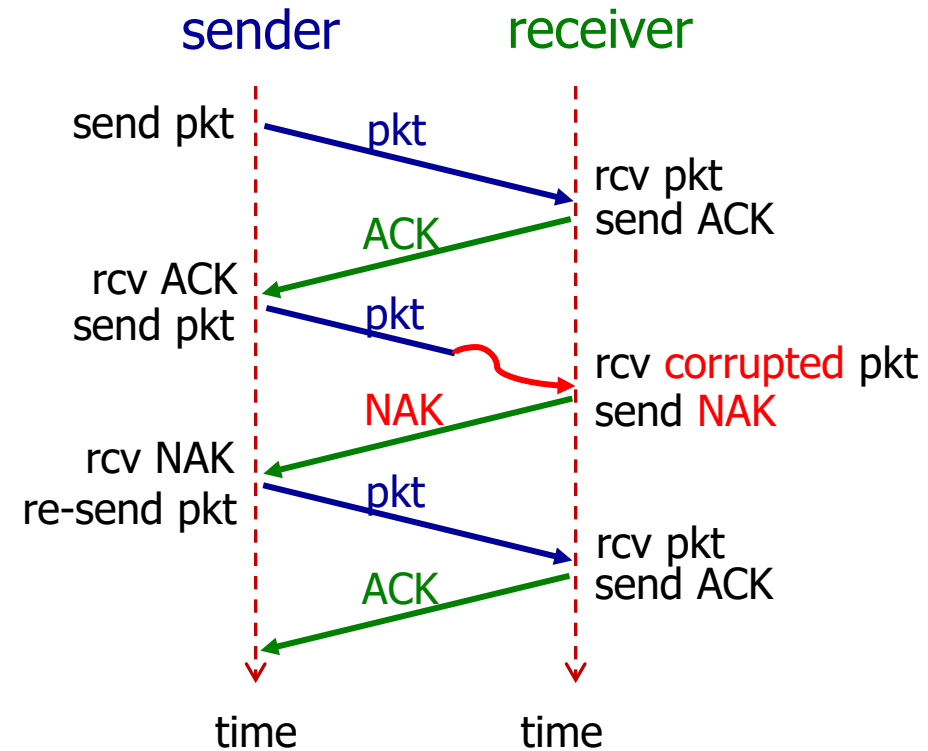 sender
receiver
send pkt
pkt
rcv pkt
send ACK
ACK
rcv ACK
send pkt
pkt
rcv corrupted pkt
send NAK
NAK
rcv NAK
re-send pkt
pkt
rcv pkt
send ACK
ACK
time
time